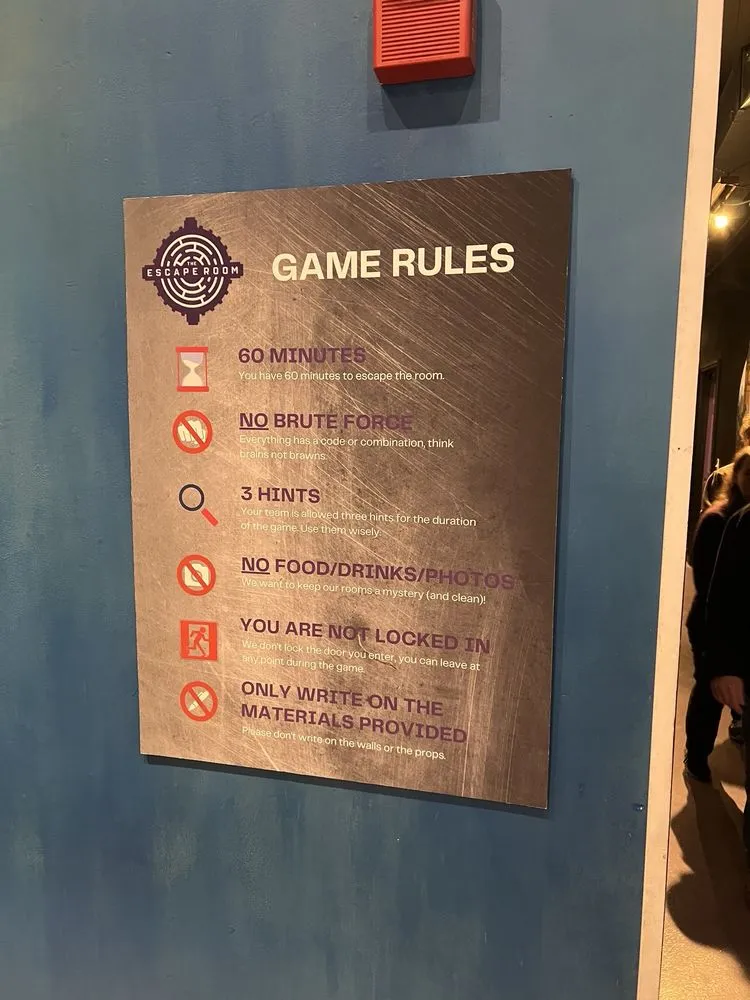 THE
ESCAPE ROOM
GAME RULES
60 MINUTES
You have 60 minutes to escape the room.
NO BRUTE FORCE
Everything has a code or combination, think
brains not brawns.
3 HINTS
Your team is allowed three hints for the duration
of the game. Use them wisely.
NO FOOD/DRINKS/PHOTOS
We want to keep our rooms a mystery (and clean)!
YOU ARE NOT LOCKED IN
We don't lock the door you enter, you can leave at
any point during the game.
ONLY WRITE ON THE
MATERIALS PROVIDED
Please don't write on the walls or the props.